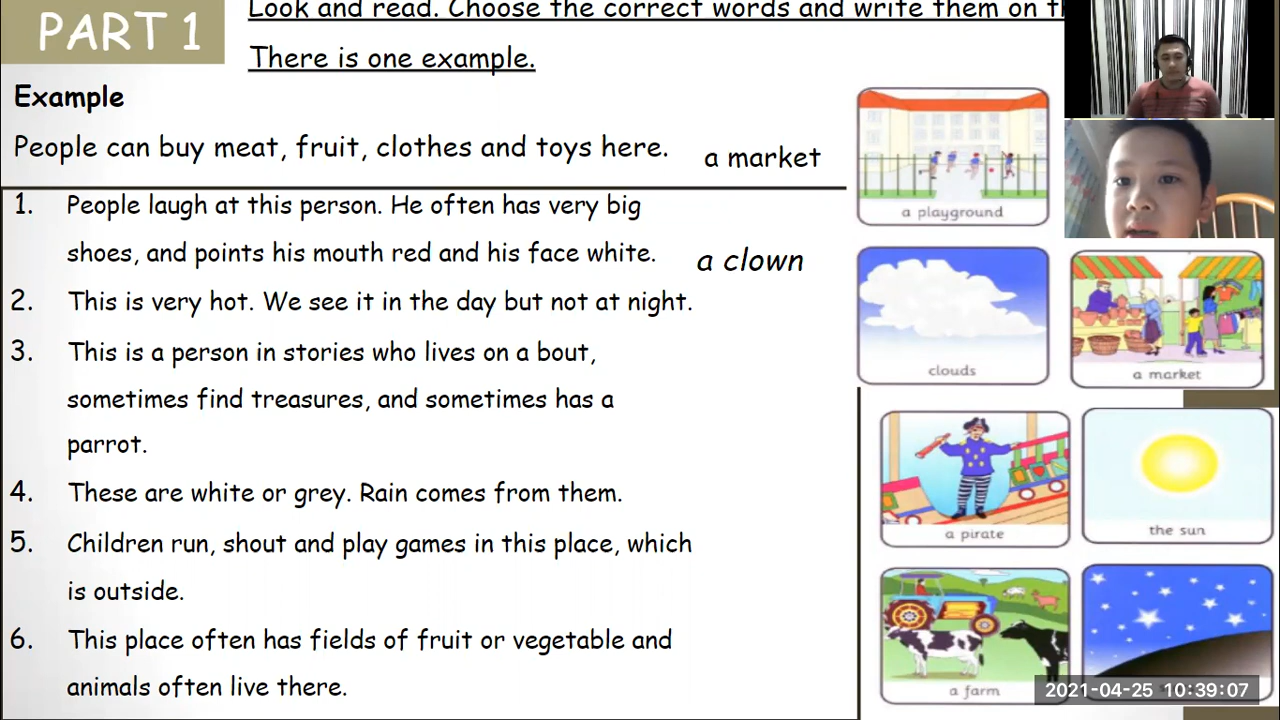 PART 1
Look and read. Choose the correct words and write them on
There is one example.
Example
People can buy meat, fruit, clothes and toys here.
a market
1. People laugh at this person. He often has very big
shoes, and points his mouth red and his face white.
a clown
2. This is very hot. We see it in the day but not at night.
3. This is a person in stories who lives on a bout,
sometimes find treasures, and sometimes has a
parrot.
4. These are white or grey. Rain comes from them.
5. Children run, shout and play games in this place, which
is outside.
6. This place often has fields of fruit or vegetable and
animals often live there.
a playground
clouds
a market
a pirate
the sun
a farm
2021-04-25 10:39:07